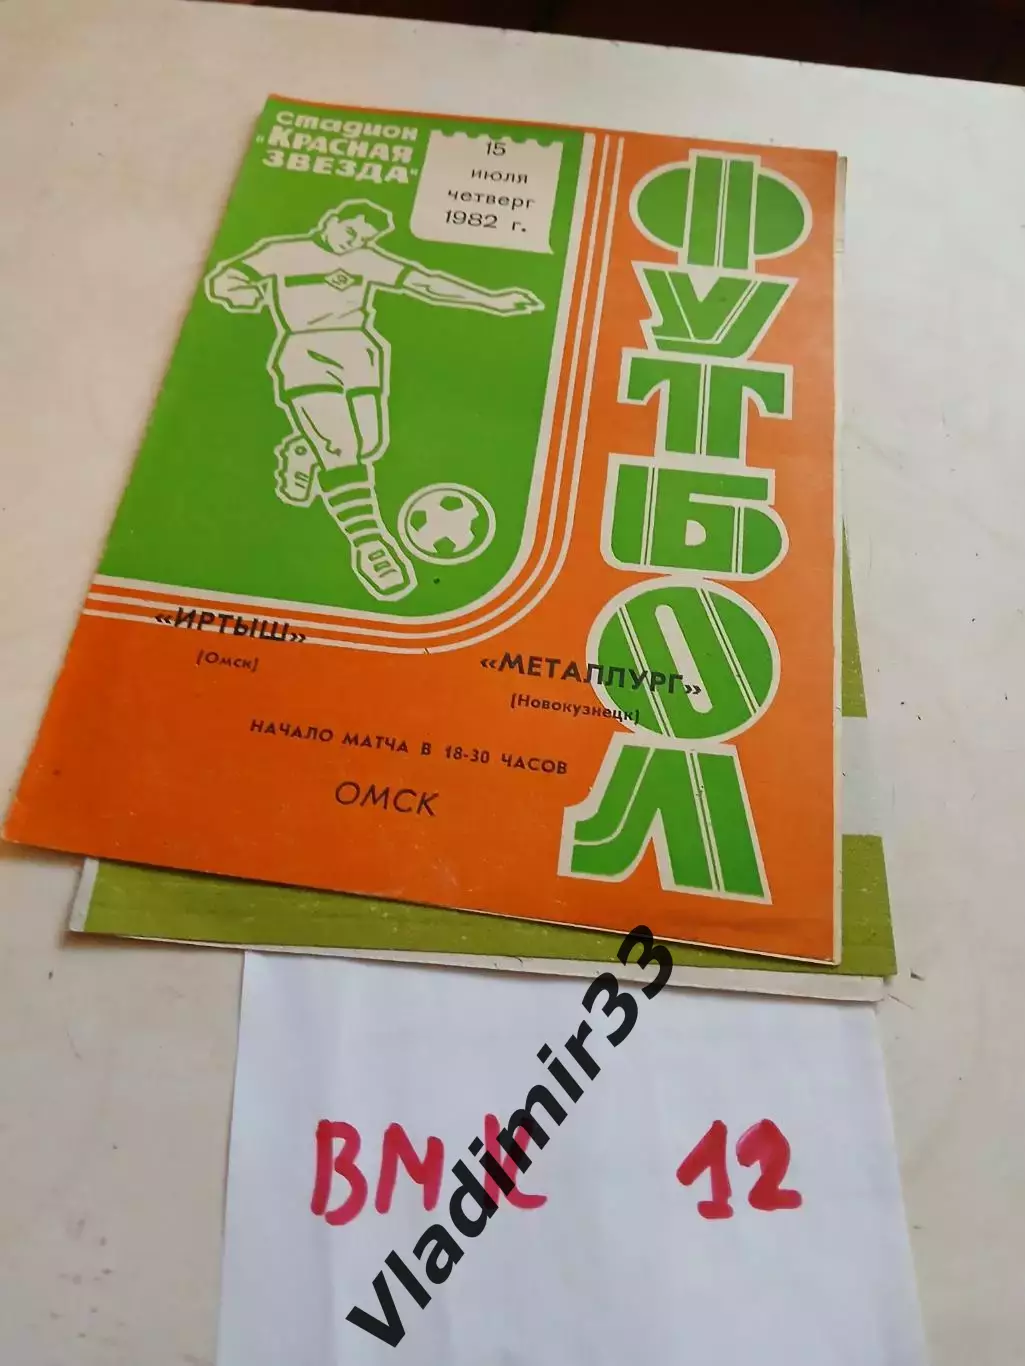 стадион
"КРАСНАЯ
ЗВЕЗДА"
15
июля
четверг
1982 г.
ФУТБОЛ
«ИРТЫШ»
(Омск)
«МЕТАЛЛУРГ»
(Новокузнецк)
НАЧАЛО МАТЧА В 18-30 ЧАСОВ
ОМСК
ВМК 12
vladimir33